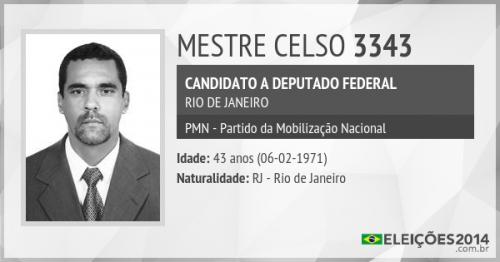 MESTRE CELSO 3343
CANDIDATO A DEPUTADO FEDERAL
RIO DE JANEIRO
PMN - Partido da Mobilização Nacional
Idade: 43 anos (06-02-1971)
Naturalidade: RJ - Rio de Janeiro
ELEIÇÕES2014
.com.br